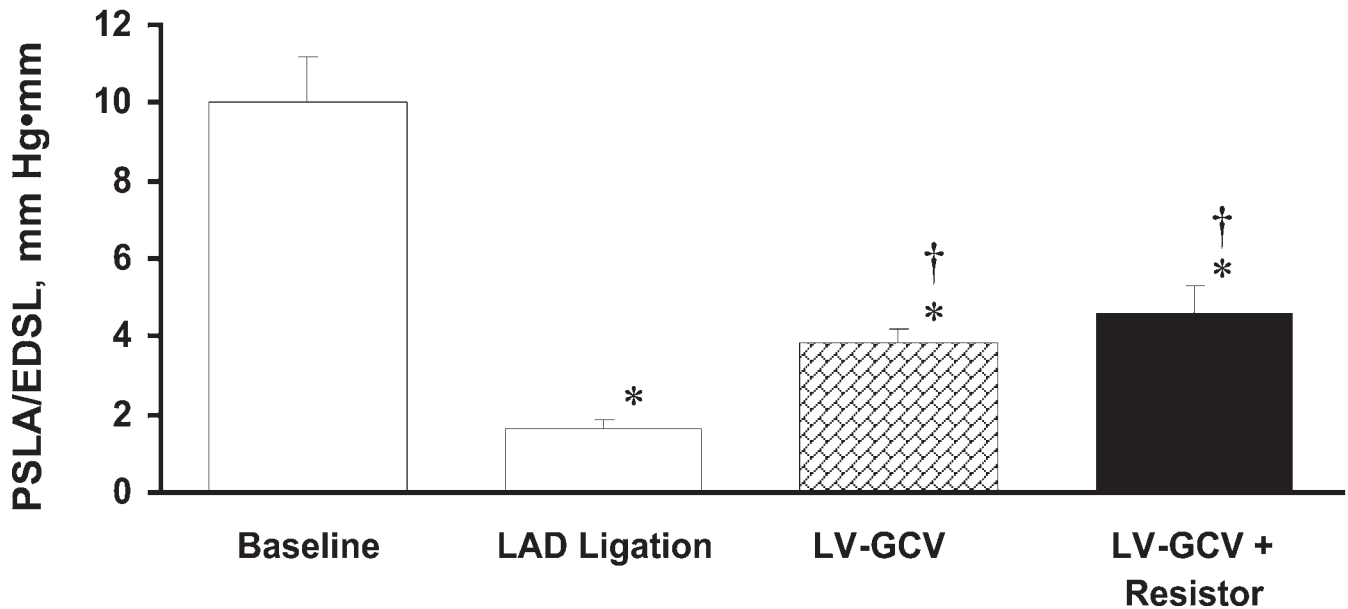 PSLA/EDSL, mm Hg•mm
12
10
8
6
4
2
0
*
†
*
†
*
Baseline
LAD Ligation
LV-GCV
LV-GCV +
Resistor